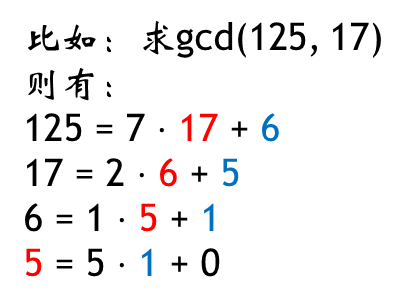 比如：求gcd(125, 17)
则有：
125 = 7 · 17 + 6
17 = 2 · 6 + 5
6 = 1 · 5 + 1
5 = 5 · 1 + 0